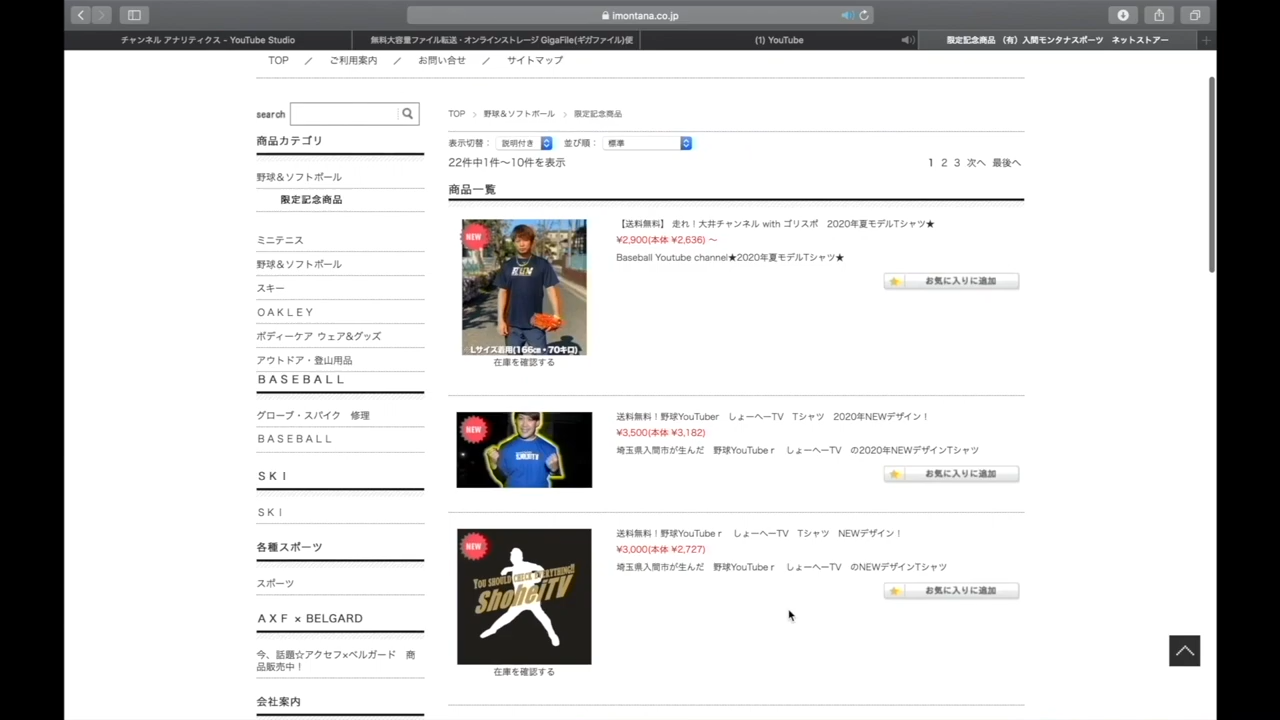 imontana.co.jp
チャンネル アナリティクス - YouTube Studio
無料大容量ファイル転送・オンラインストレージ GigaFile(ギガファイル)便
(1) YouTube
限定記念商品 （有）入間モンタナスポーツ ネットストアー
TOP ／ ご利用案内 ／ お問い合せ ／ サイトマップ
search
TOP > 野球＆ソフトボール > 限定記念商品
商品カテゴリ
表示切替： 説明付き 並び順： 標準
22件中1件～10件を表示
1 2 3 次へ 最後へ
野球＆ソフトボール
限定記念商品
商品一覧
ミニテニス
野球＆ソフトボール
スキー
ＯＡＫＬＥＹ
ボディーケア ウェア&グッズ
アウトドア・登山用品
ＢＡＳＥＢＡＬＬ
グローブ・スパイク 修理
ＢＡＳＥＢＡＬＬ
ＳＫＩ
ＳＫＩ
各種スポーツ
スポーツ
ＡＸＦ × BELGARD
今、話題☆アクセフ×ベルガード 商
品販売中！
会社案内
NEW
RUN
Lサイズ着用(166㎝・70キロ)
在庫を確認する
【送料無料】 走れ！大井チャンネル with ゴリスポ 2020年夏モデルTシャツ★
¥2,900(本体 ¥2,636) ～
Baseball Youtube channel★2020年夏モデルTシャツ★
お気に入りに追加
NEW
送料無料！野球YouTuber しょーへーTV Tシャツ 2020年NEWデザイン！
¥3,500(本体 ¥3,182)
埼玉県入間市が生んだ 野球YouTubeｒ しょーへーTV の2020年NEWデザインTシャツ
お気に入りに追加
NEW
YOU SHOULD CHECK EVERYTHING!!
ShoheiTV
在庫を確認する
送料無料！野球YouTubeｒ しょーへーTV Tシャツ NEWデザイン！
¥3,000(本体 ¥2,727)
埼玉県入間市が生んだ 野球YouTubeｒ しょーへーTV のNEWデザインTシャツ
お気に入りに追加